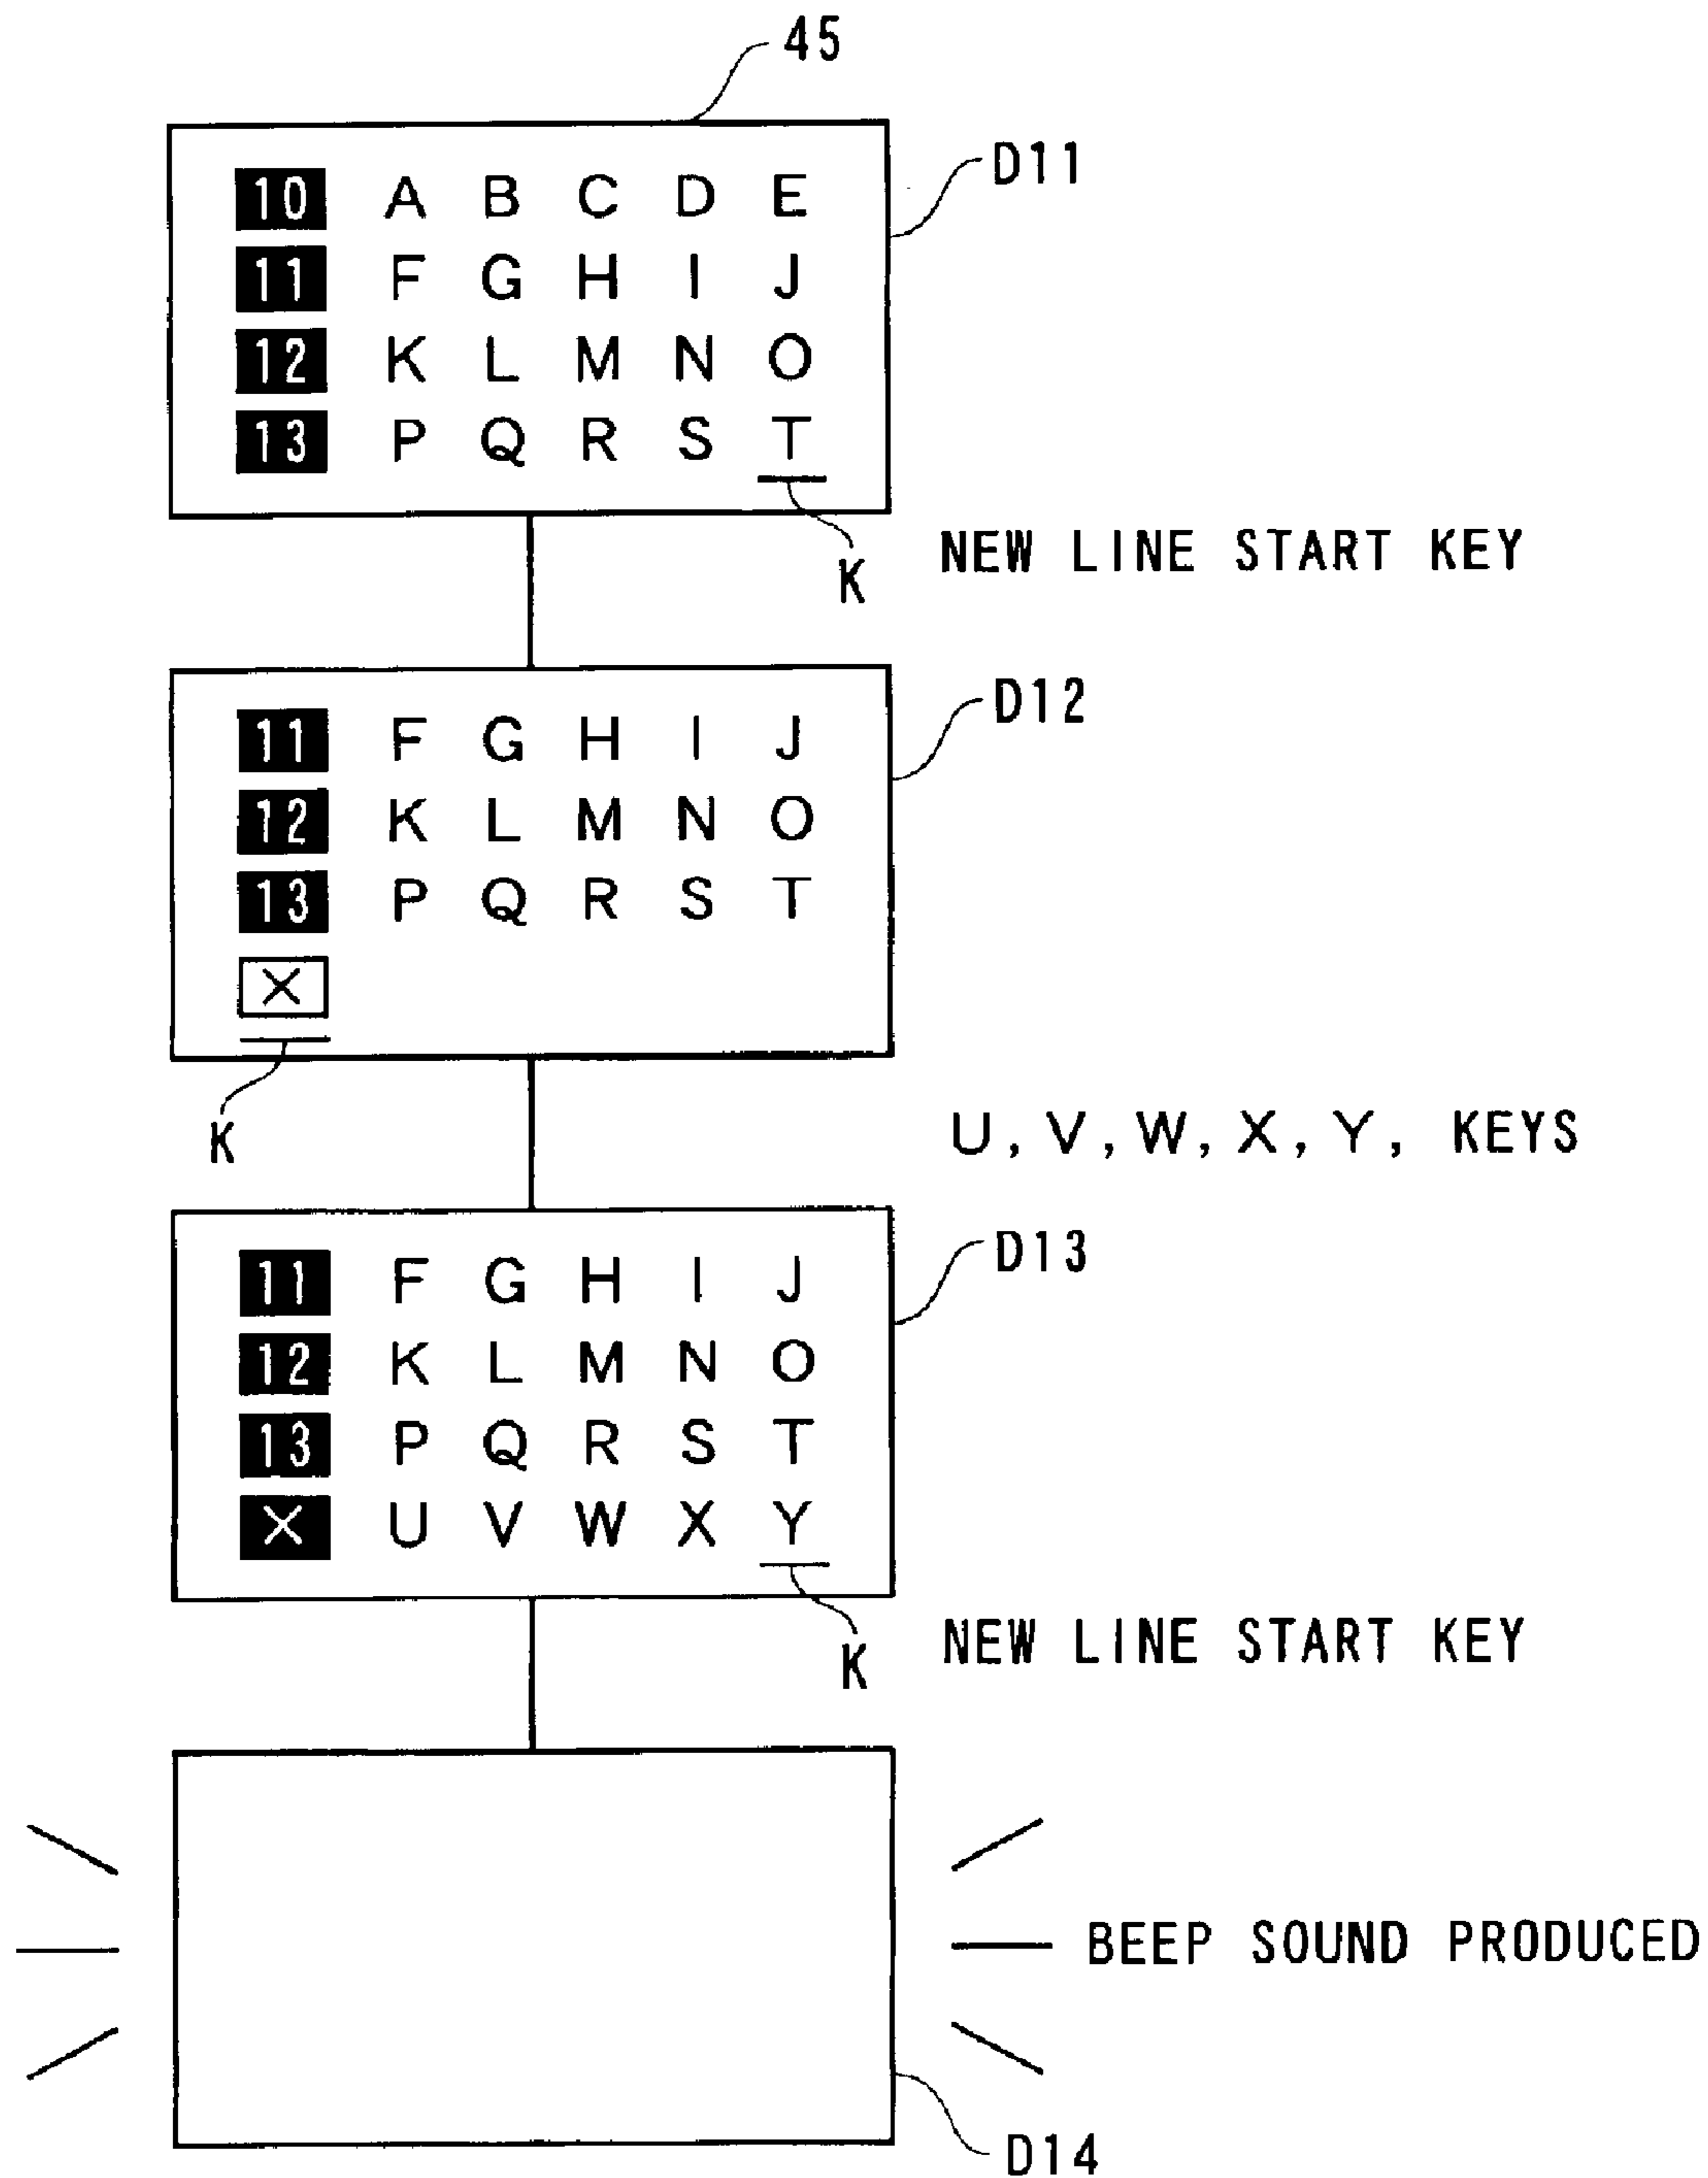 45
D11
10 A B C D E
11 F G H I J
12 K L M N O
13 P Q R S T
K
NEW LINE START KEY
D12
11 F G H I J
12 K L M N O
13 P Q R S T
X
K
U, V, W, X, Y, KEYS
D13
11 F G H I J
12 K L M N O
13 P Q R S T
X U V W X Y
K
NEW LINE START KEY
BEEP SOUND PRODUCED
D14